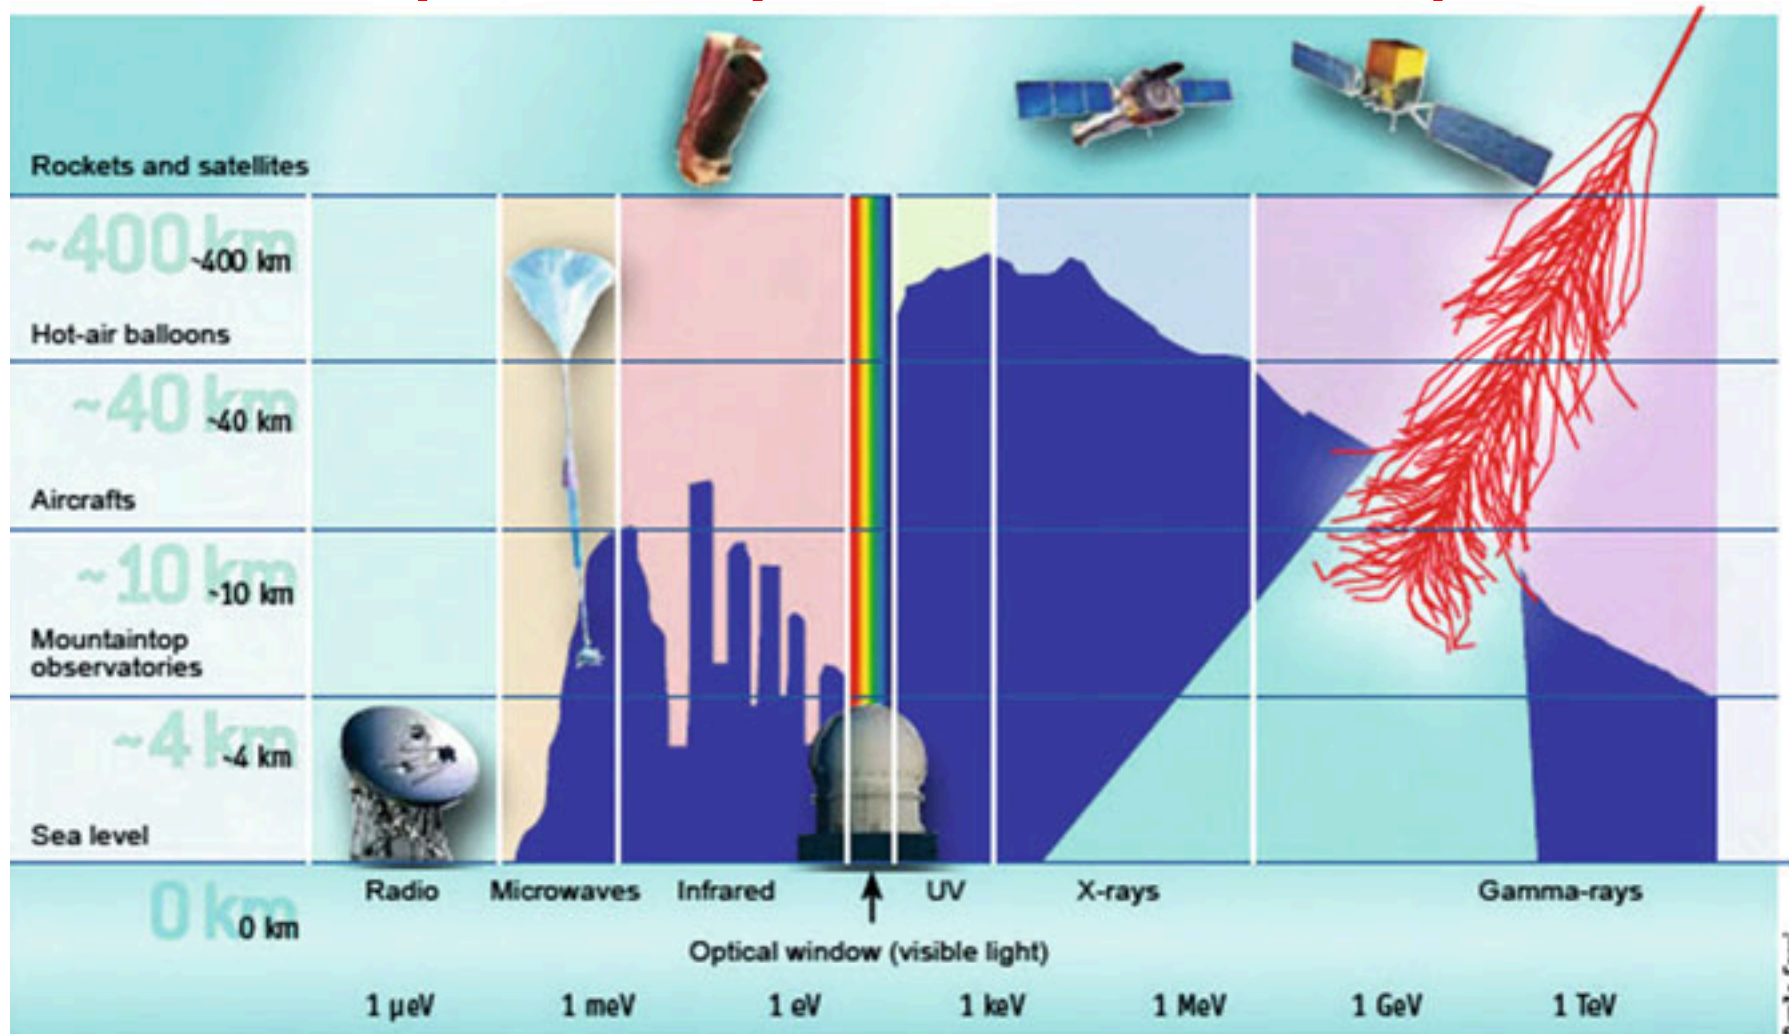 Rockets and satellites
~400 km
~400 km
Hot-air balloons
~40 km
~40 km
Aircrafts
~10 km
~10 km
Mountaintop
observatories
~4 km
~4 km
Sea level
0 km
0 km
Radio Microwaves Infrared UV X-rays Gamma-rays
Optical window (visible light)
1 µeV 1 meV 1 eV 1 keV 1 MeV 1 GeV 1 TeV